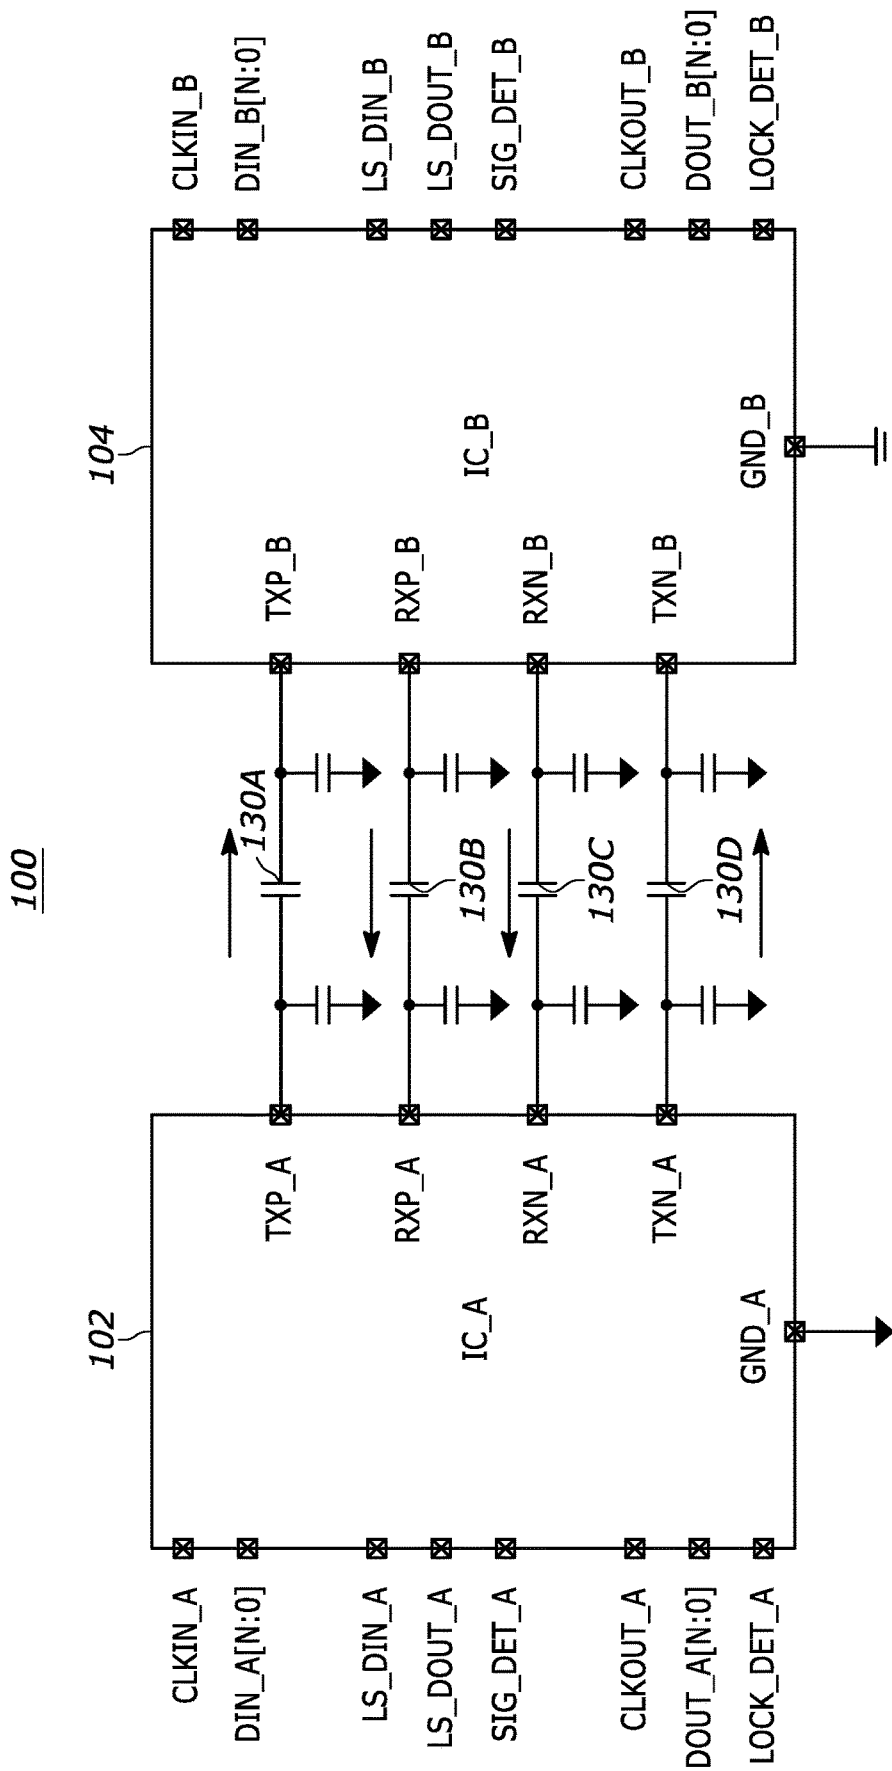 100
102
104
CLKIN_A
DIN_A[N:0]
LS_DIN_A
LS_DOUT_A
SIG_DET_A
CLKOUT_A
DOUT_A[N:0]
LOCK_DET_A
IC_A
GND_A
TXP_A
RXP_A
RXN_A
TXN_A
130A
130B
130C
130D
TXP_B
RXP_B
RXN_B
TXN_B
IC_B
GND_B
CLKIN_B
DIN_B[N:0]
LS_DIN_B
LS_DOUT_B
SIG_DET_B
CLKOUT_B
DOUT_B[N:0]
LOCK_DET_B